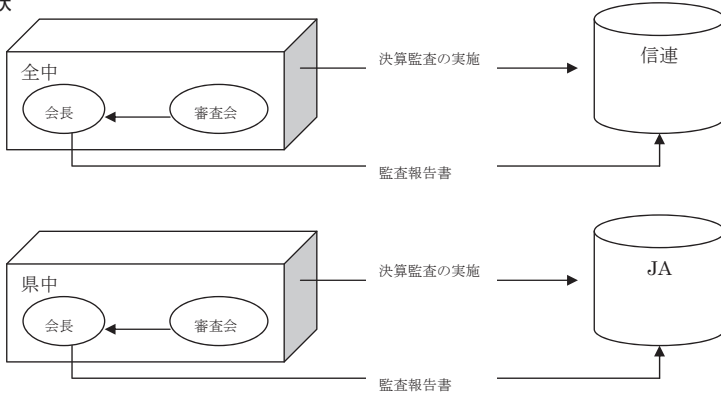 全中
会長
審査会
決算監査の実施
信連
監査報告書
県中
会長
審査会
決算監査の実施
JA
監査報告書